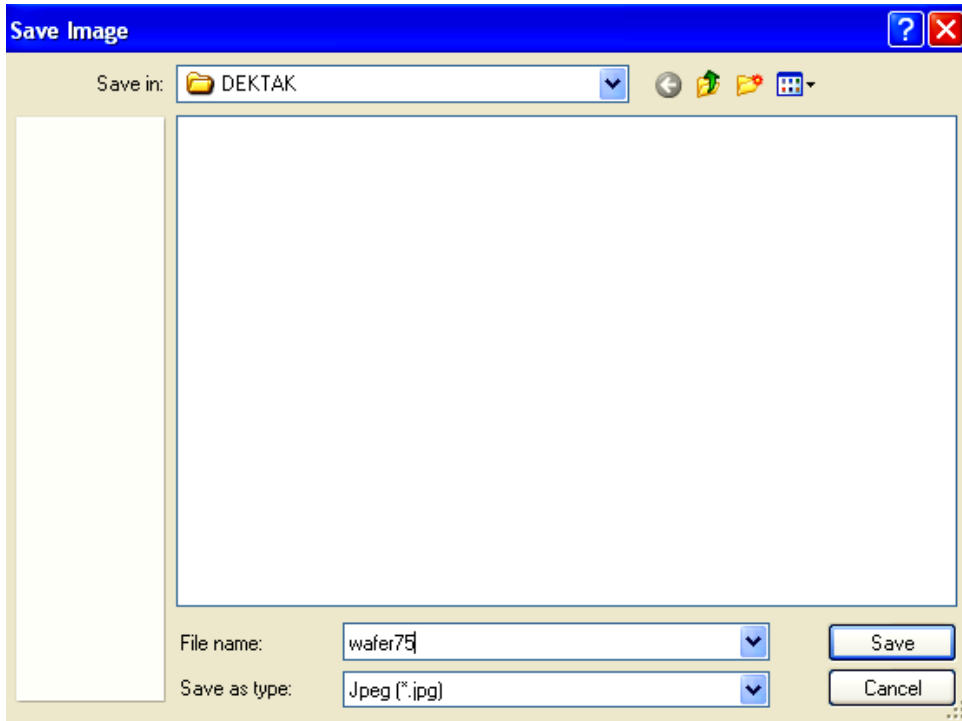 Save Image
Save in: DEKTAK
File name: wafer75
Save
Save as type: Jpeg (*.jpg)
Cancel